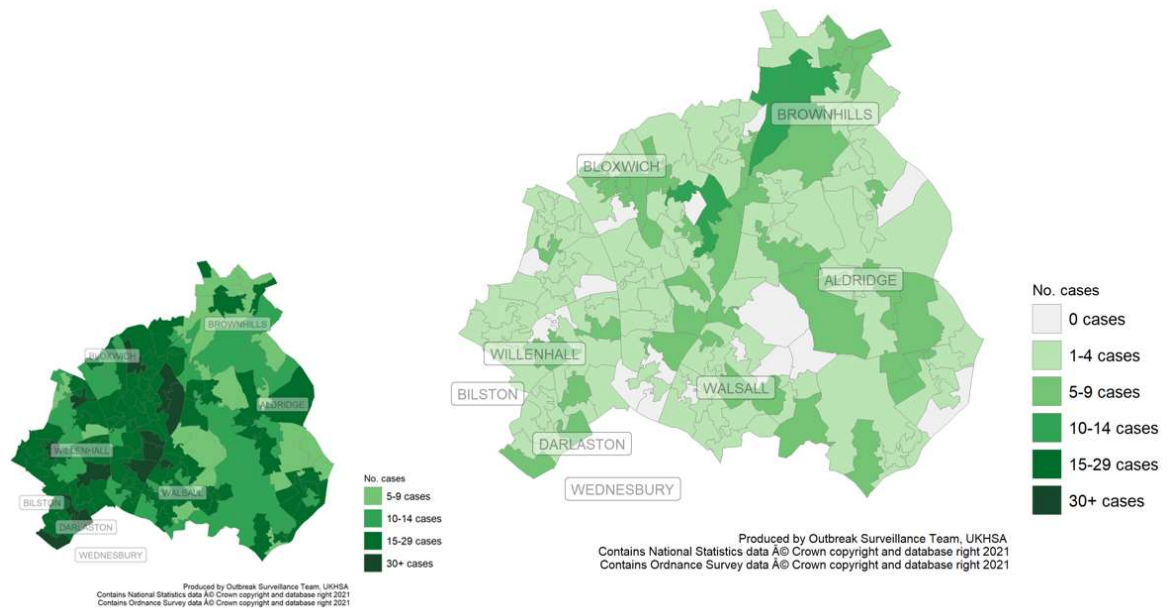 BROWNHILLS
BLOXWICH
ALDRIDGE
WILLENHALL
WALSALL
BILSTON
DARLASTON
WEDNESBURY
No. cases
5-9 cases
10-14 cases
15-29 cases
30+ cases
Produced by Outbreak Surveillance Team, UKHSA
Contains National Statistics data Â© Crown copyright and database right 2021
Contains Ordnance Survey data Â© Crown copyright and database right 2021
BROWNHILLS
BLOXWICH
ALDRIDGE
WILLENHALL
WALSALL
BILSTON
DARLASTON
WEDNESBURY
No. cases
0 cases
1-4 cases
5-9 cases
10-14 cases
15-29 cases
30+ cases
Produced by Outbreak Surveillance Team, UKHSA
Contains National Statistics data Â© Crown copyright and database right 2021
Contains Ordnance Survey data Â© Crown copyright and database right 2021